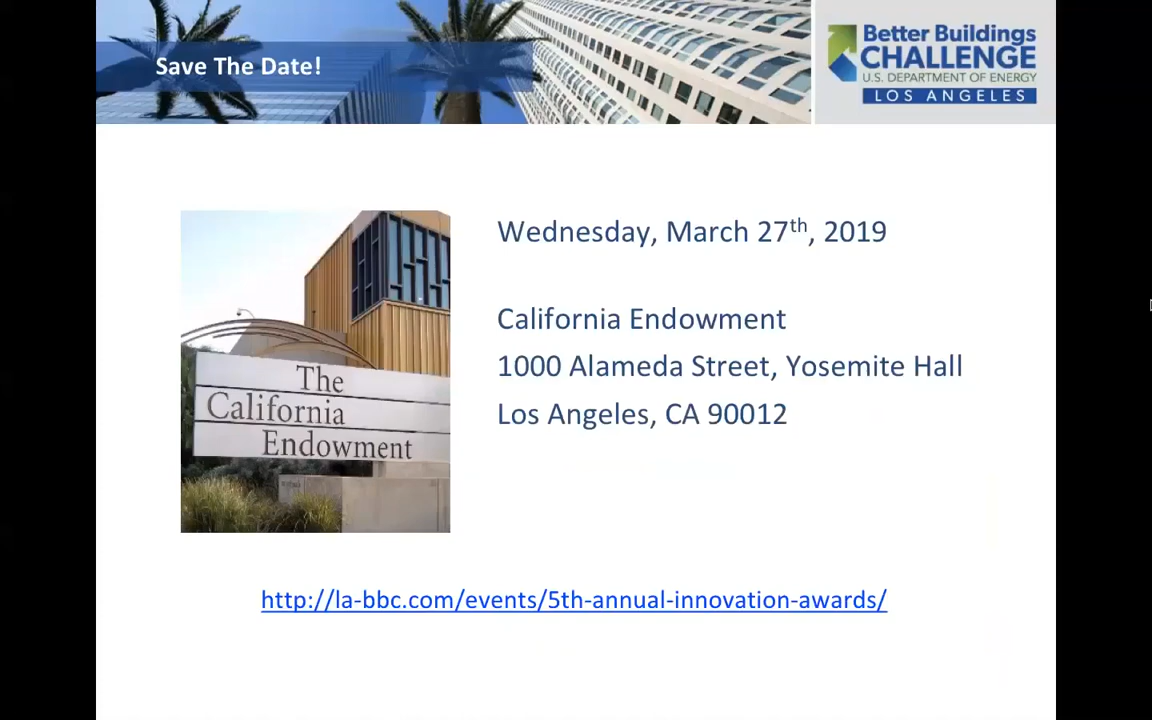 Save The Date!
Better Buildings
CHALLENGE
U.S. DEPARTMENT OF ENERGY
LOS ANGELES
Wednesday, March 27th, 2019
California Endowment
1000 Alameda Street, Yosemite Hall
Los Angeles, CA 90012
The
California
Endowment
http://la-bbc.com/events/5th-annual-innovation-awards/